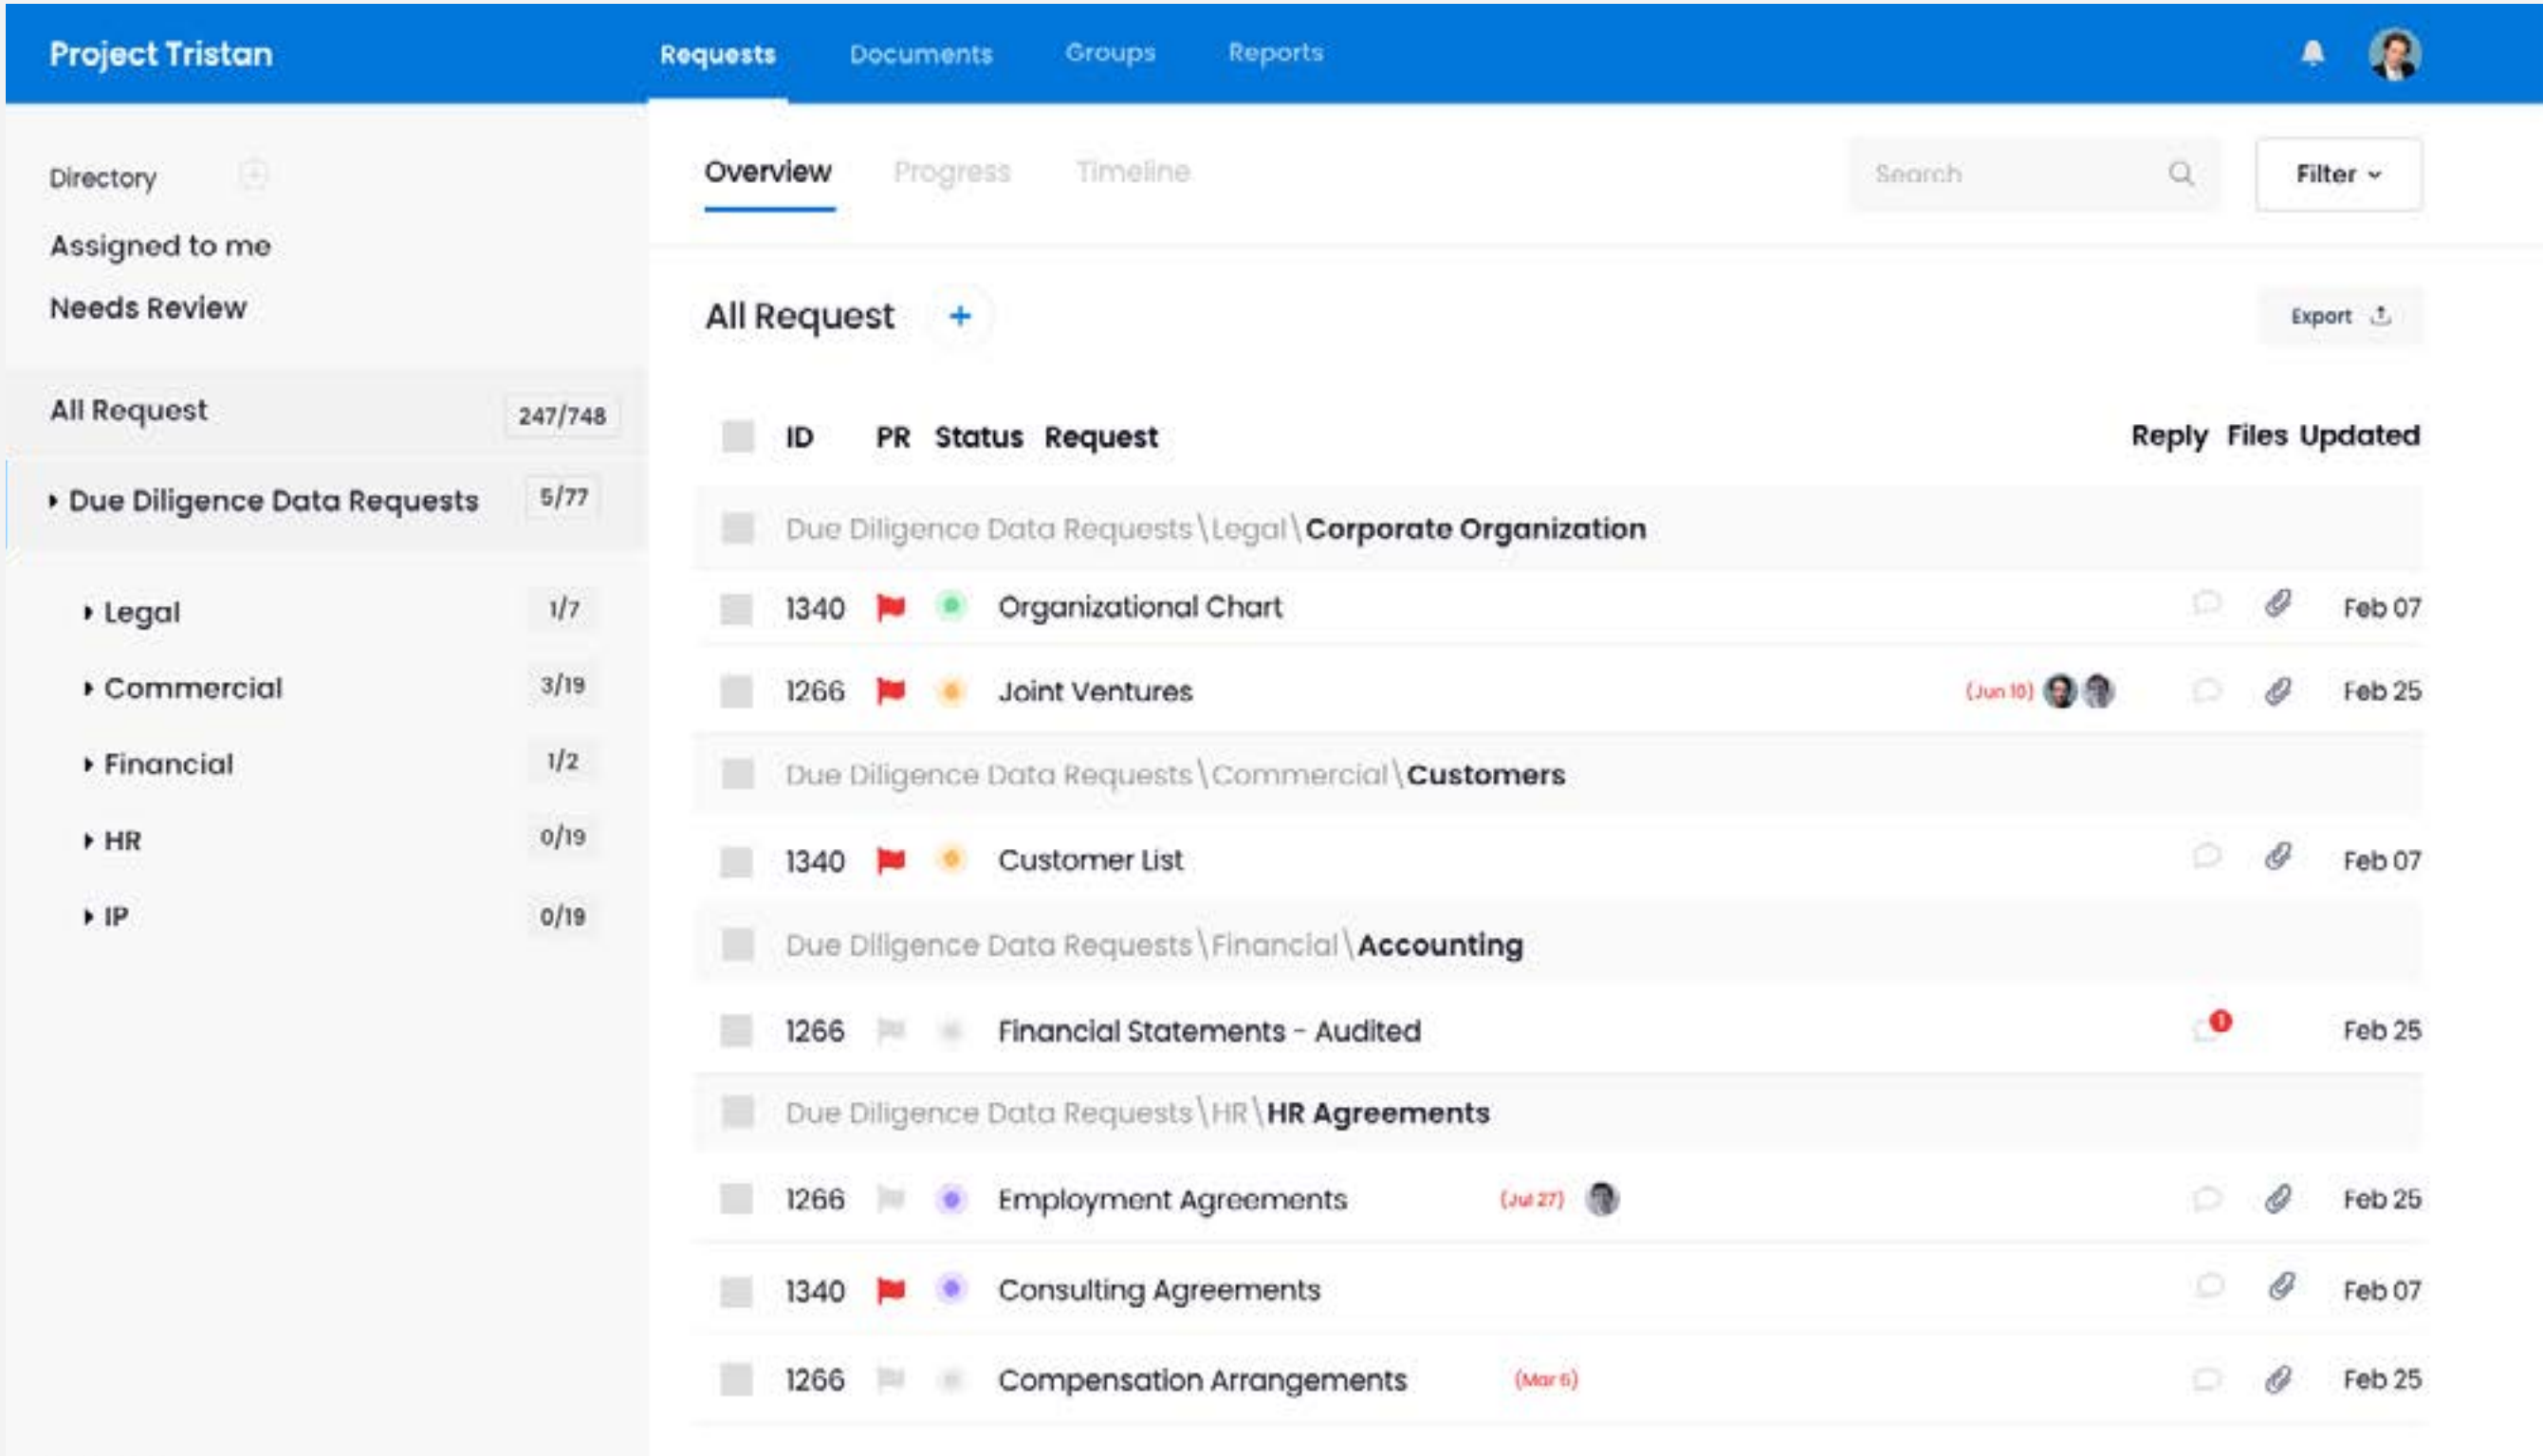 Project Tristan Requests Documents Groups Reports
Directory
Assigned to me
Needs Review
All Request 247/748
Due Diligence Data Requests 5/77
Legal 1/7
Commercial 3/19
Financial 1/2
HR 0/19
IP 0/19
Overview Progress Timeline Search Filter
All Request + Export
ID PR Status Request Reply Files Updated
Due Diligence Data Requests\Legal\Corporate Organization
1340 Organizational Chart Feb 07
1266 Joint Ventures (Jun 10) Feb 25
Due Diligence Data Requests\Commercial\Customers
1340 Customer List Feb 07
Due Diligence Data Requests\Financial\Accounting
1266 Financial Statements - Audited 1 Feb 25
Due Diligence Data Requests\HR\HR Agreements
1266 Employment Agreements (Jul 27) Feb 25
1340 Consulting Agreements Feb 07
1266 Compensation Arrangements (Mar 6) Feb 25